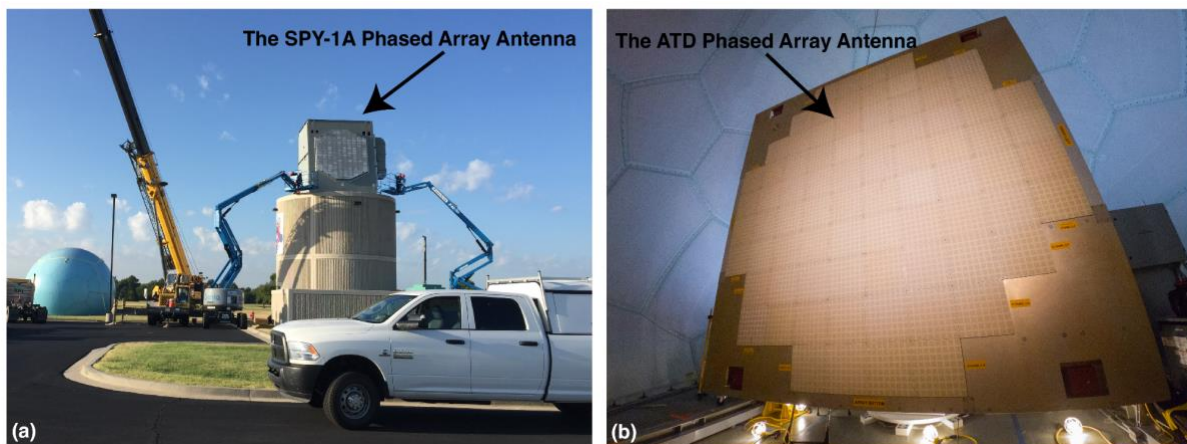 The SPY-1A Phased Array Antenna
(a)
The ATD Phased Array Antenna
(b)